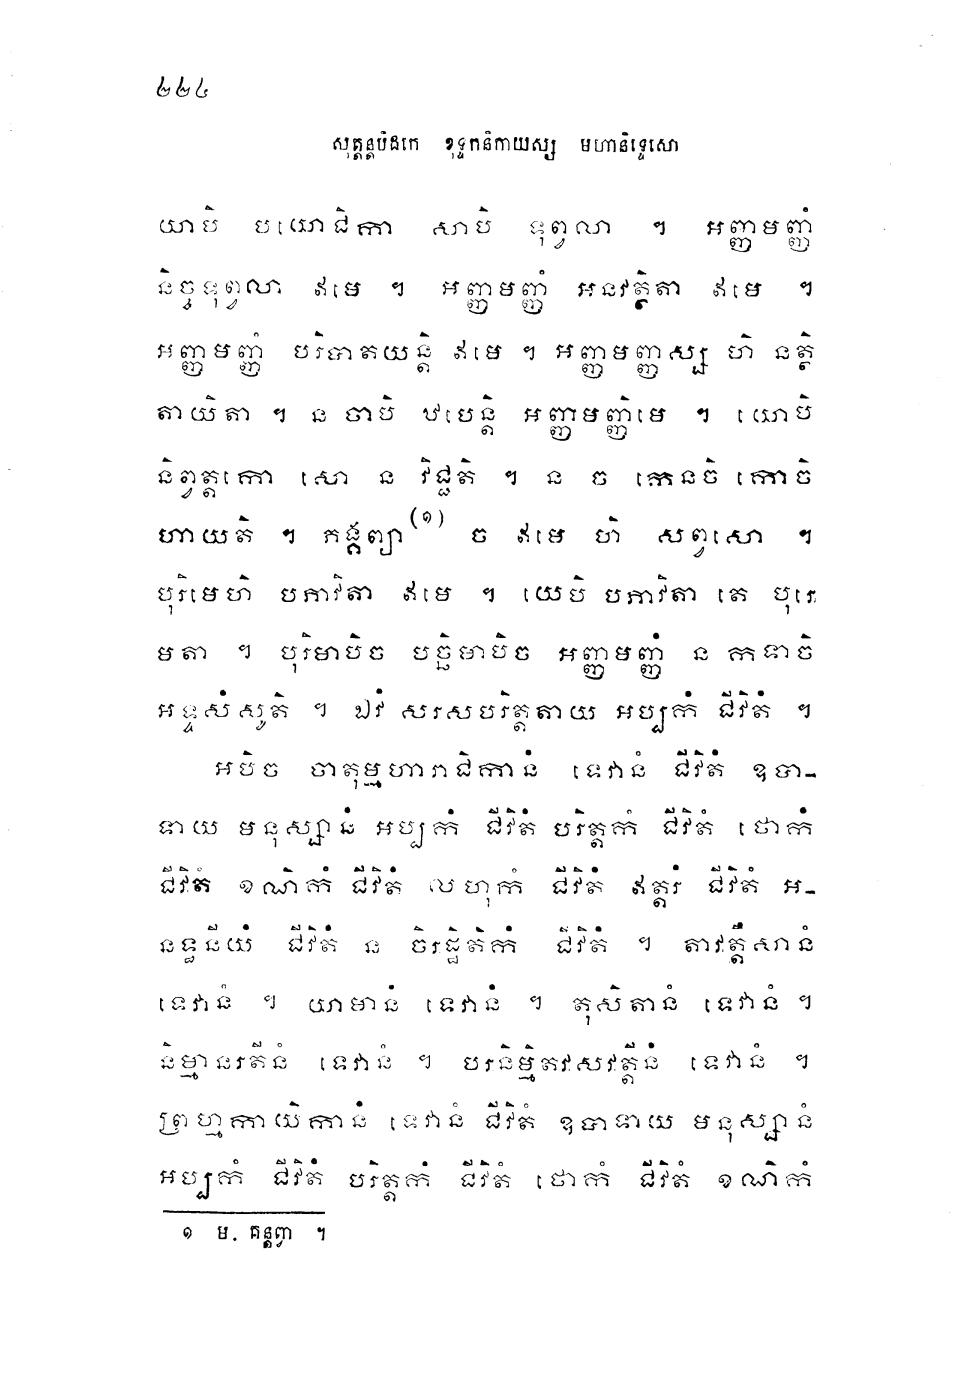 ២២៤
សុត្តន្តបិដកេ ខុទ្ទកនិកាយស្ស មហានិទ្ទេសោ
យាបិ បយោជិកា សាបិ ទុព្វលា ។ អញ្ញមញ្ញំ
និច្ចទុព្វលា ឥមេ ។ អញ្ញមញ្ញំ អនវត្ថិតា ឥមេ ។
អញ្ញមញ្ញំ បរិបាតយន្តិ ឥមេ ។ អញ្ញមញ្ញស្ស ហិ នត្ថិ
តាយិតា ។ ន ចាបិ ឋបេន្តិ អញ្ញមញ្ញិមេ ។ យោបិ
និព្វត្តកោ សោ ន វិជ្ជតិ ។ ន ច កេនចិ កោចិ
ហាយតិ ។ កង្គព្យា(១) ច ឥមេ ហិ សព្វសោ ។
បុរិមេហិ បភាវិតា ឥមេ ។ យេបិ បភាវិតា តេ បុរេ
មតា ។ បុរិមាបិច បច្ឆិមាបិច អញ្ញមញ្ញំ ន កទាចិ
អទ្ទសំសូតិ ។ ឯវំ សរសបរិត្តតាយ អប្បកំ ជីវិតំ ។
អបិច ចាតុម្មហារាជិកានំ ទេវានំ ជីវិតំ ឧបា-
ទាយ មនុស្សានំ អប្បកំ ជីវិតំ បរិត្តកំ ជីវិតំ ថោកំ
ជីវិតំ ខណិកំ ជីវិតំ លហុកំ ជីវិតំ ឥត្តរំ ជីវិតំ អ-
នទ្ធនីយំ ជីវិតំ ន ចិរដ្ឋិតិកំ ជីវិតំ ។ តាវត្តឹសានំ
ទេវានំ ។ យាមានំ ទេវានំ ។ តុសិតានំ ទេវានំ ។
និម្មានរតីនំ ទេវានំ ។ បរនិម្មិតវសវត្តីនំ ទេវានំ ។
ព្រហ្មកាយិកានំ ទេវានំ ជីវិតំ ឧបាទាយ មនុស្សានំ
អប្បកំ ជីវិតំ បរិត្តកំ ជីវិតំ ថោកំ ជីវិតំ ខណិកំ
១ ម. គន្តព្វា ។